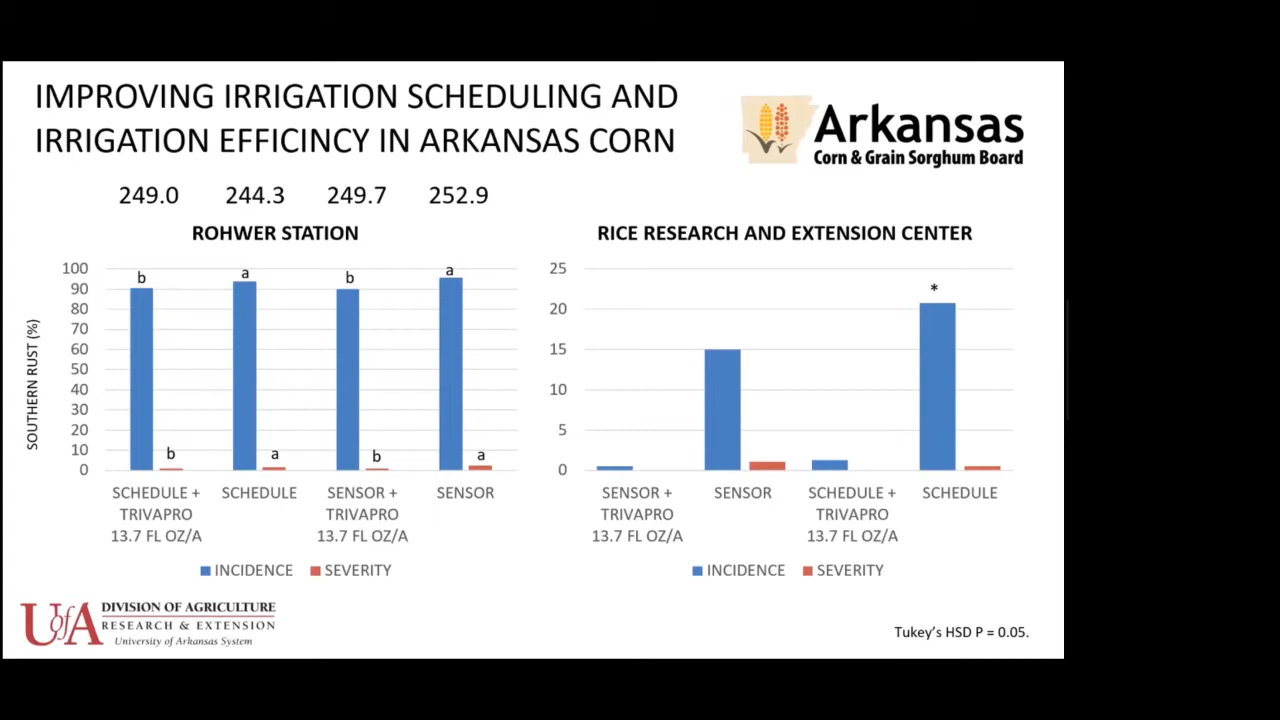 IMPROVING IRRIGATION SCHEDULING AND
IRRIGATION EFFICINCY IN ARKANSAS CORN
Arkansas
Corn & Grain Sorghum Board
249.0 244.3 249.7 252.9
ROHWER STATION
SOUTHERN RUST (%)
100
90
80
70
60
50
40
30
20
10
0
b a b a
b a b a
SCHEDULE +
TRIVAPRO
13.7 FL OZ/A
SCHEDULE
SENSOR +
TRIVAPRO
13.7 FL OZ/A
SENSOR
INCIDENCE SEVERITY
RICE RESEARCH AND EXTENSION CENTER
25
20
15
10
5
0
*
SENSOR +
TRIVAPRO
13.7 FL OZ/A
SENSOR
SCHEDULE +
TRIVAPRO
13.7 FL OZ/A
SCHEDULE
INCIDENCE SEVERITY
UofA
DIVISION OF AGRICULTURE
RESEARCH & EXTENSION
University of Arkansas System
Tukey's HSD P = 0.05.